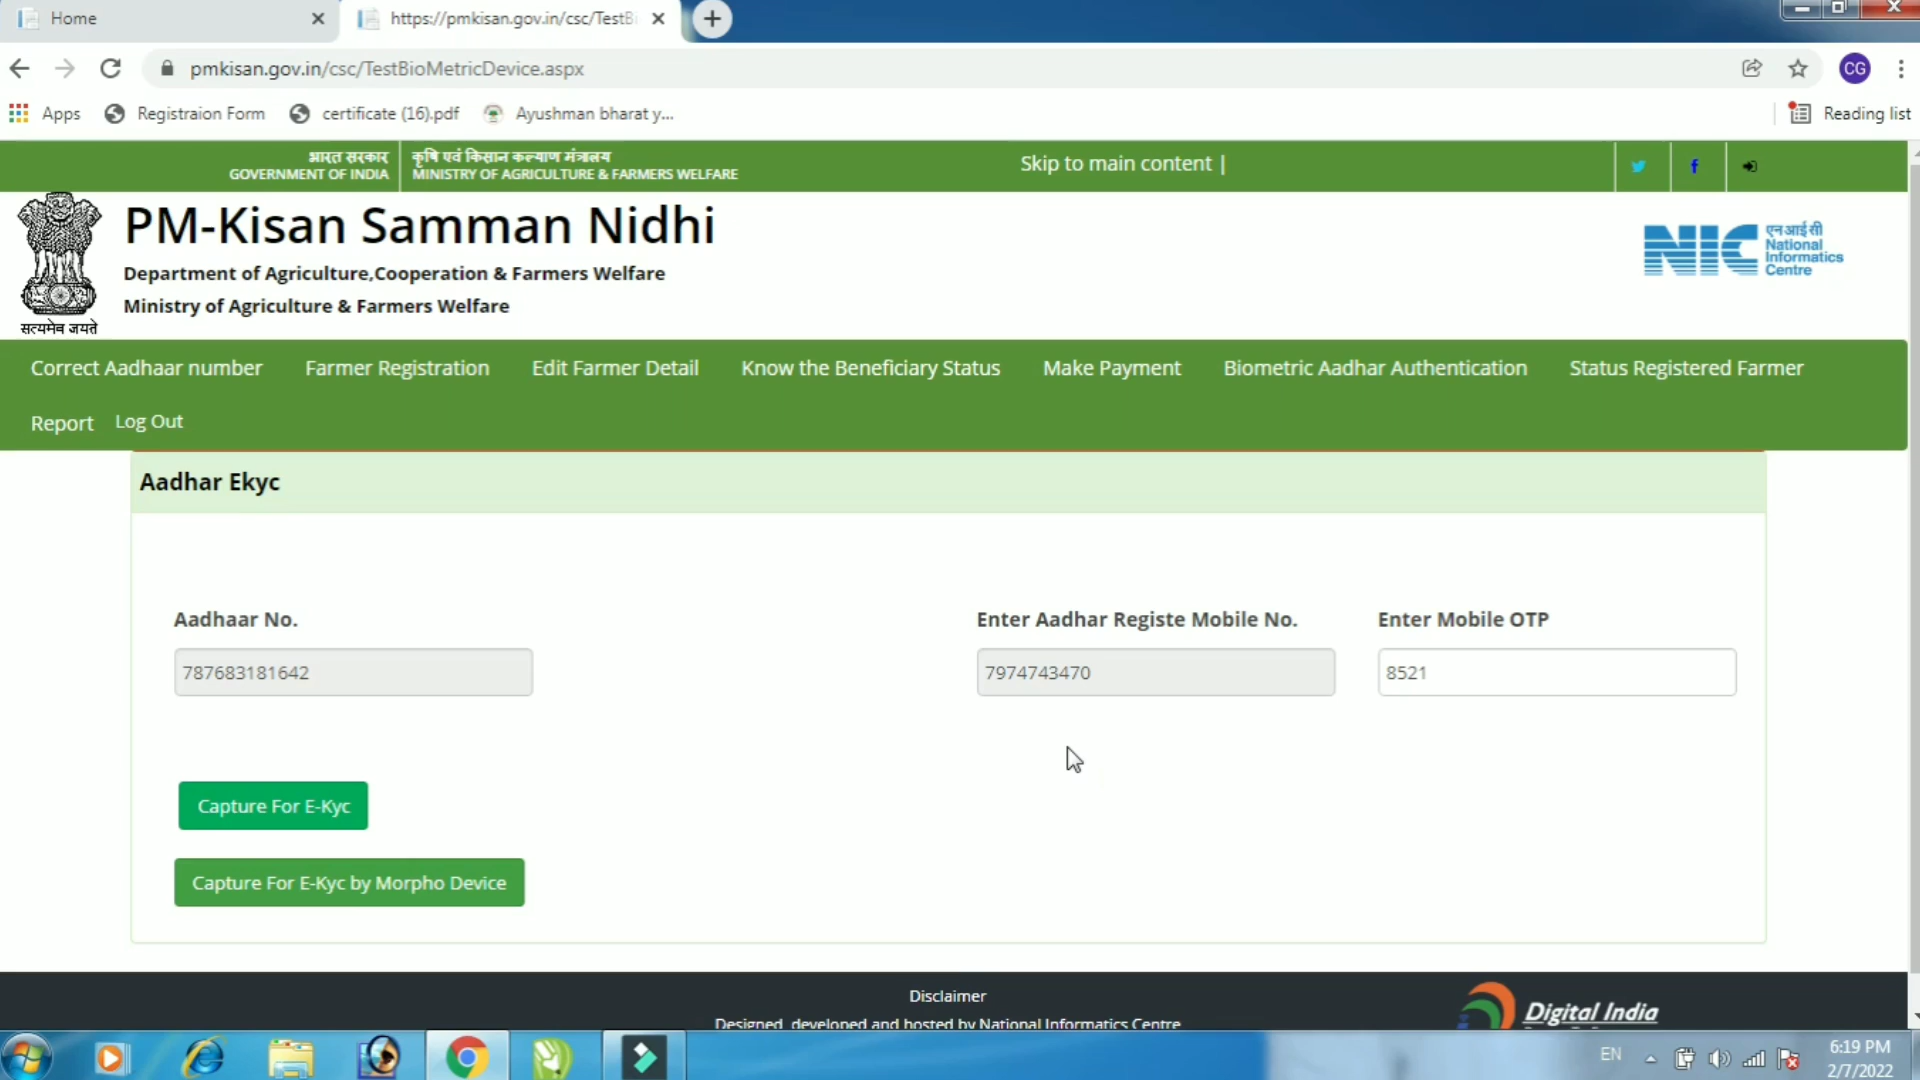 Home
https://pmkisan.gov.in/csc/TestBi
pmkisan.gov.in/csc/TestBioMetricDevice.aspx
CG
Apps
Registraion Form
certificate (16).pdf
Ayushman bharat y...
Reading list
भारत सरकार
GOVERNMENT OF INDIA
कृषि एवं किसान कल्याण मंत्रालय
MINISTRY OF AGRICULTURE & FARMERS WELFARE
Skip to main content |
PM-Kisan Samman Nidhi
Department of Agriculture,Cooperation & Farmers Welfare
Ministry of Agriculture & Farmers Welfare
सत्यमेव जयते
NIC
एन आई सी
National
Informatics
Centre
Correct Aadhaar number
Farmer Registration
Edit Farmer Detail
Know the Beneficiary Status
Make Payment
Biometric Aadhar Authentication
Status Registered Farmer
Report
Log Out
Aadhar Ekyc
Aadhaar No.
Enter Aadhar Registe Mobile No.
Enter Mobile OTP
787683181642
7974743470
8521
Capture For E-Kyc
Capture For E-Kyc by Morpho Device
Disclaimer
Designed, developed and hosted by National Informatics Centre
Digital India
EN
6:19 PM
2/7/2022